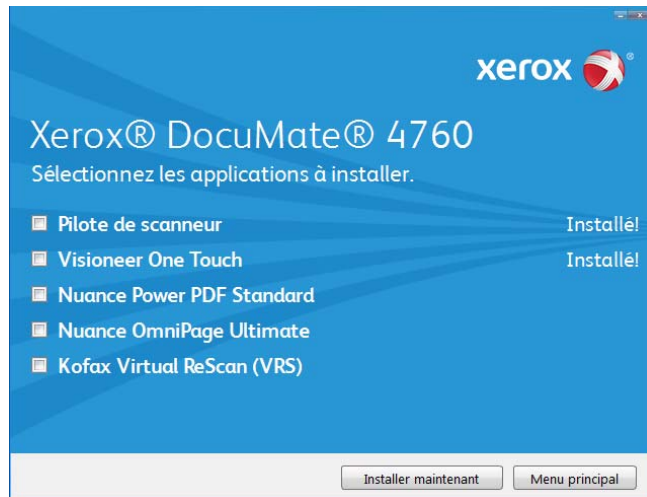 xerox ®
Xerox® DocuMate® 4760
Sélectionnez les applications à installer.
Pilote de scanneur Installé!
Visioneer One Touch Installé!
Nuance Power PDF Standard
Nuance OmniPage Ultimate
Kofax Virtual ReScan (VRS)
Installer maintenant Menu principal